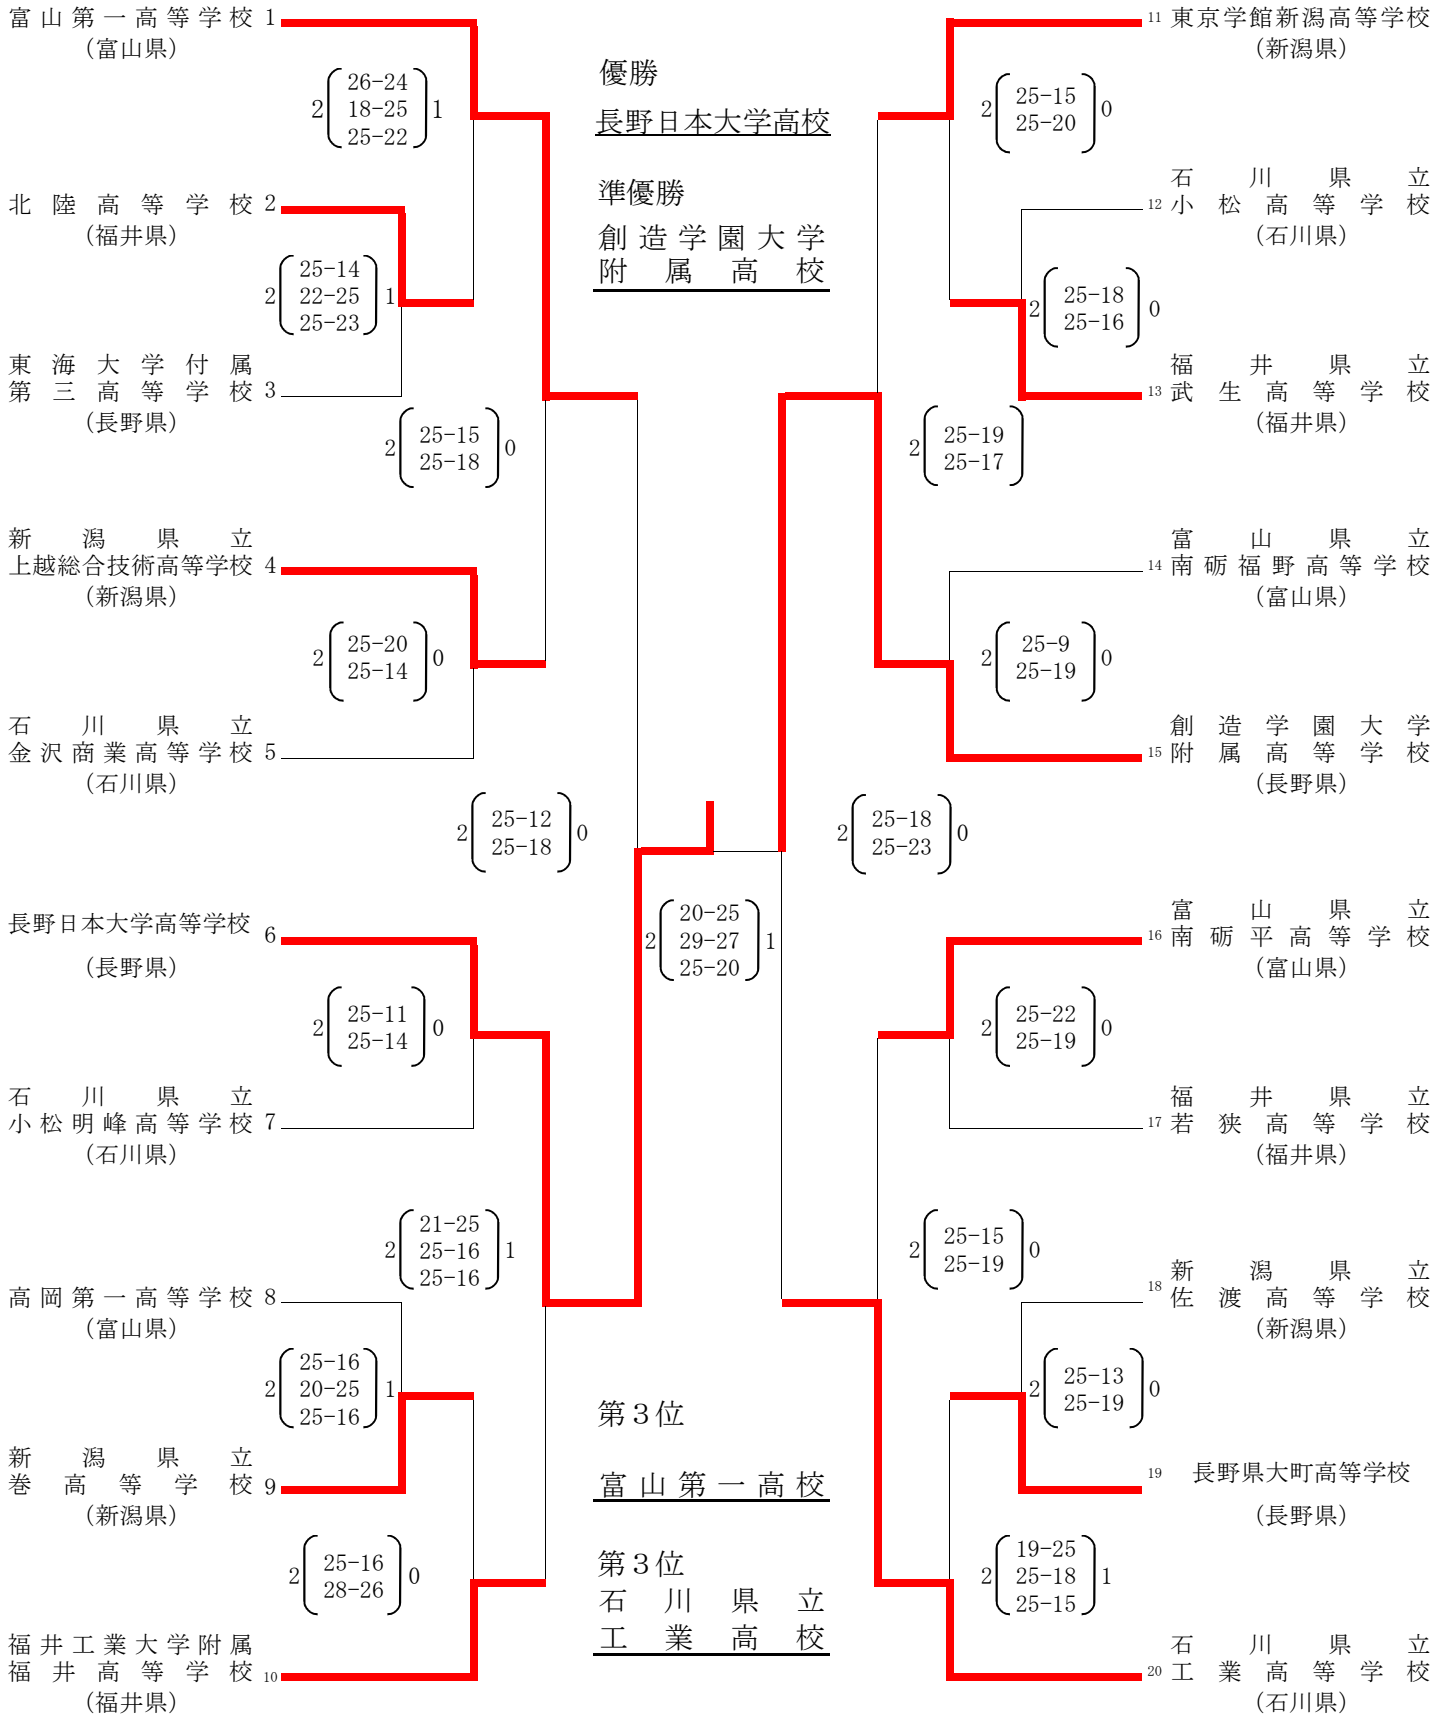 富山第一高等学校 1
（富山県）
2 26-24 18-25 25-22 1
北陸高等学校 2
（福井県）
2 25-14 22-25 25-23 1
東海大学付属
第三高等学校 3
（長野県）
2 25-15 25-18 0
新潟県立
上越総合技術高等学校 4
（新潟県）
2 25-20 25-14 0
石川県立
金沢商業高等学校 5
（石川県）
2 25-12 25-18 0
長野日本大学高等学校 6
（長野県）
2 25-11 25-14 0
石川県立
小松明峰高等学校 7
（石川県）
2 21-25 25-16 25-16 1
高岡第一高等学校 8
（富山県）
2 25-16 20-25 25-16 1
新潟県立
巻高等学校 9
（新潟県）
2 25-16 28-26 0
福井工業大学附属
福井高等学校 10
（福井県）
優勝
長野日本大学高校
準優勝
創造学園大学
附属高校
2 20-25 29-27 25-20 1
第３位
富山第一高校
第３位
石川県立
工業高校
11 東京学館新潟高等学校
（新潟県）
2 25-15 25-20 0
石川県立
12 小松高等学校
（石川県）
2 25-18 25-16 0
福井県立
13 武生高等学校
（福井県）
2 25-19 25-17
富山県立
14 南砺福野高等学校
（富山県）
2 25-9 25-19 0
創造学園大学
15 附属高等学校
（長野県）
2 25-18 25-23 0
富山県立
16 南砺平高等学校
（富山県）
2 25-22 25-19 0
福井県立
17 若狭高等学校
（福井県）
2 25-15 25-19 0
新潟県立
18 佐渡高等学校
（新潟県）
2 25-13 25-19 0
19 長野県大町高等学校
（長野県）
2 19-25 25-18 25-15 1
石川県立
20 工業高等学校
（石川県）